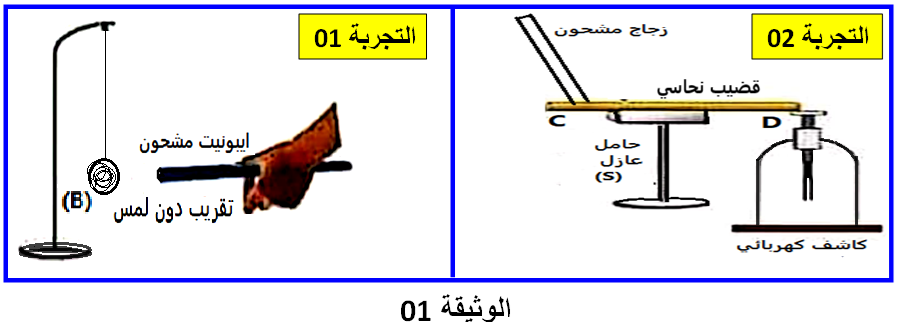 التجربة 01
ايبونيت مشحون
تقريب دون لمس
(B)
التجربة 02
زجاج مشحون
قضيب نحاسي
C
D
حامل
عازل
(S)
كاشف كهربائي
الوثيقة 01